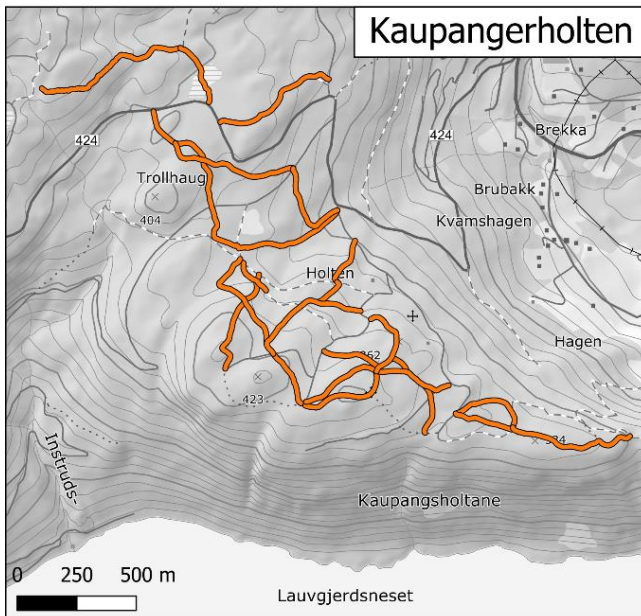 Kaupangerholten
Brekka
424
424
Trollhaug
Brubakk
404
Kvamshagen
Holten
Hagen
423
Kaupangsholtane
Instruds-
0 250 500 m
Lauvgjerdsneset